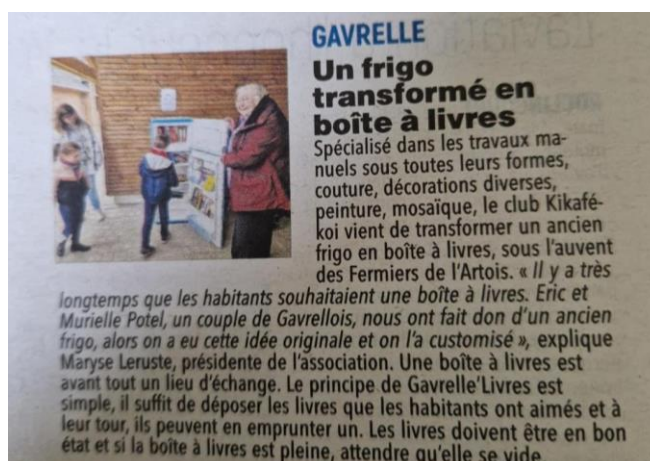 GAVRELLE
Un frigo
transformé en
boîte à livres
Spécialisé dans les travaux ma-
nuels sous toutes leurs formes,
couture, décorations diverses,
peinture, mosaïque, le club Kikafé-
koi vient de transformer un ancien
frigo en boîte à livres, sous l'auvent
des Fermiers de l'Artois. « Il y a très
longtemps que les habitants souhaitaient une boîte à livres. Eric et
Murielle Potel, un couple de Gavrellois, nous ont fait don d'un ancien
frigo, alors on a eu cette idée originale et on l'a customisé », explique
Maryse Leruste, présidente de l'association. Une boîte à livres est
avant tout un lieu d'échange. Le principe de Gavrelle'Livres est
simple, il suffit de déposer les livres que les habitants ont aimés et à
leur tour, ils peuvent en emprunter un. Les livres doivent être en bon
état et si la boîte à livres est pleine, attendre qu'elle se vide